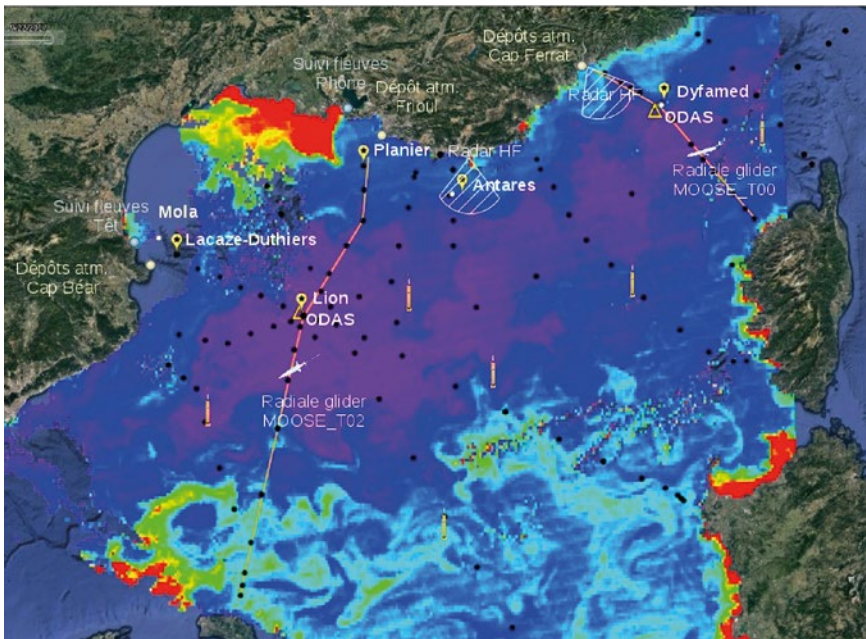 Dépôts atm.
Cap Ferrat
Suivi fleuves
Rhône
Dépôt atm.
Frioul
Radar HF
Dyfamed
ODAS
Planier
Radar HF
Antares
Radiale glider
MOOSE_T00
Suivi fleuves
Têt
Mola
Lacaze-Duthiers
Dépôts atm.
Cap Béar
Lion
ODAS
Radiale glider
MOOSE_T02